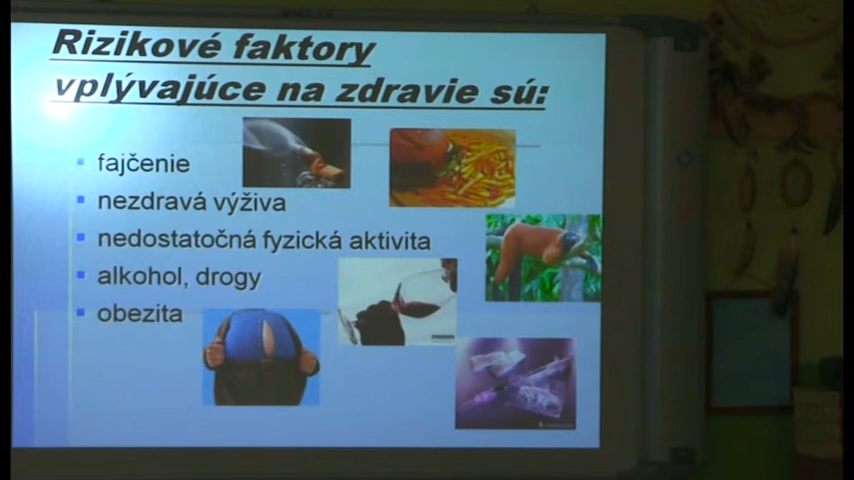 Rizikové faktory
vplývajúce na zdravie sú:
fajčenie
nezdravá výživa
nedostatočná fyzická aktivita
alkohol, drogy
obezita